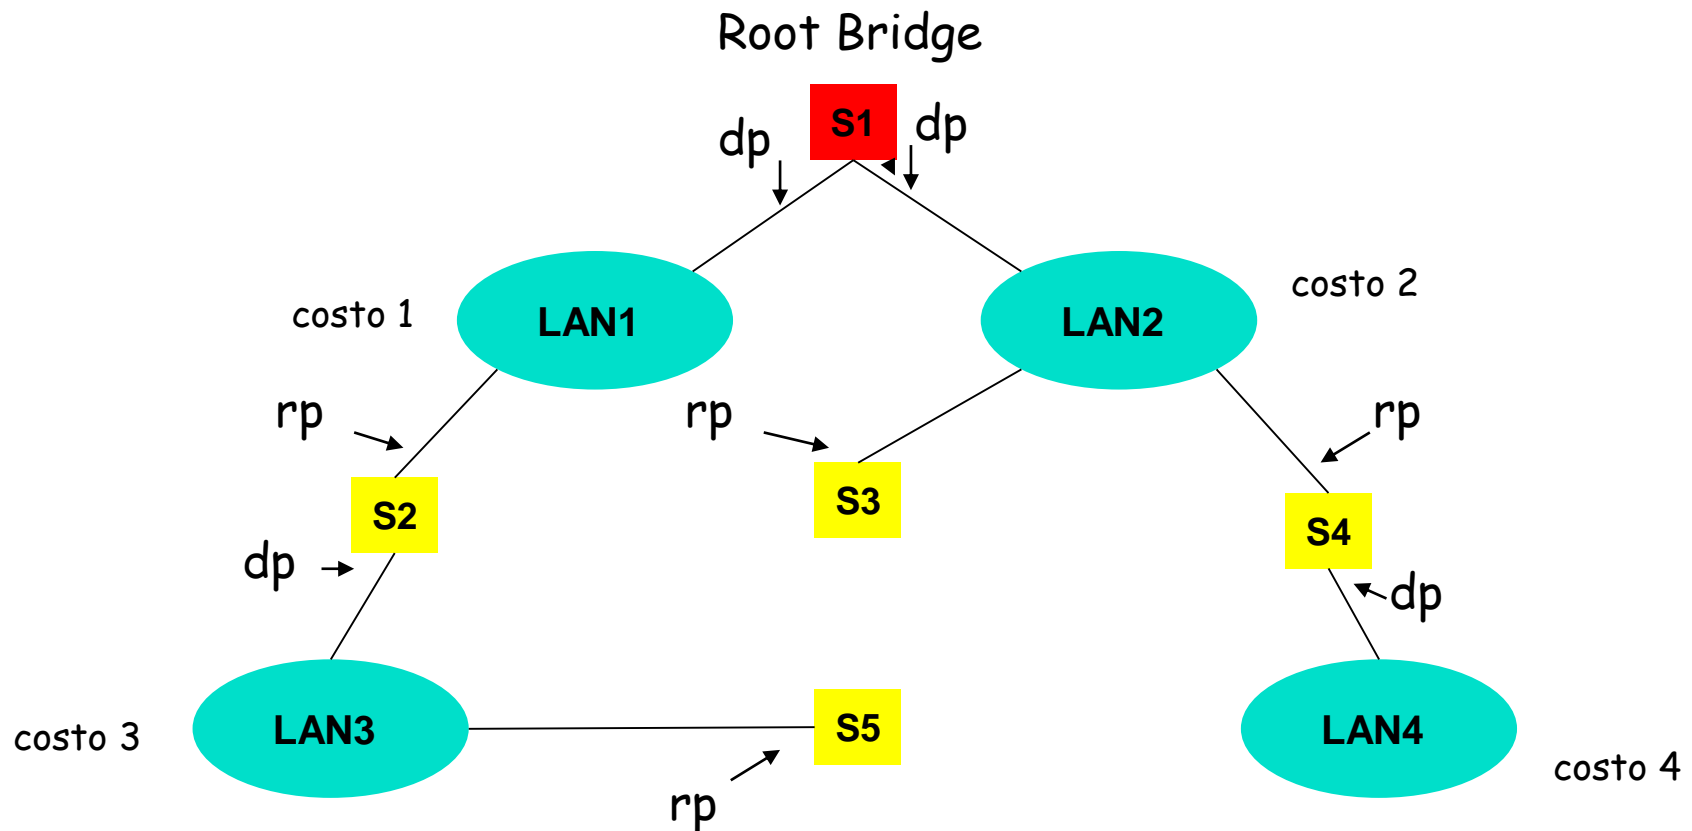 Root Bridge
S1
dp
dp
costo 1
LAN1
LAN2
costo 2
rp
rp
rp
S2
S3
S4
dp
dp
costo 3
LAN3
S5
LAN4
costo 4
rp